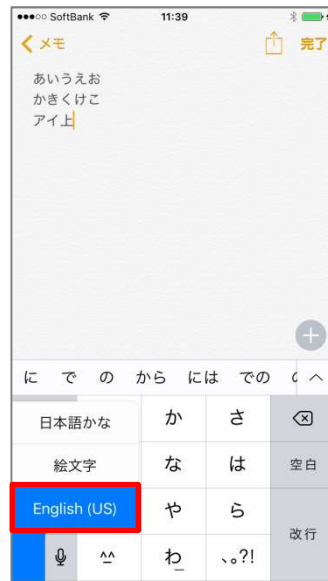 SoftBank 11:39
メモ 完了
あいうえお
かきくけこ
アイ上
に で の から には での
日本語かな か さ
絵文字 な は 空白
English (US) や ら
改行
^^ わ 、。?!